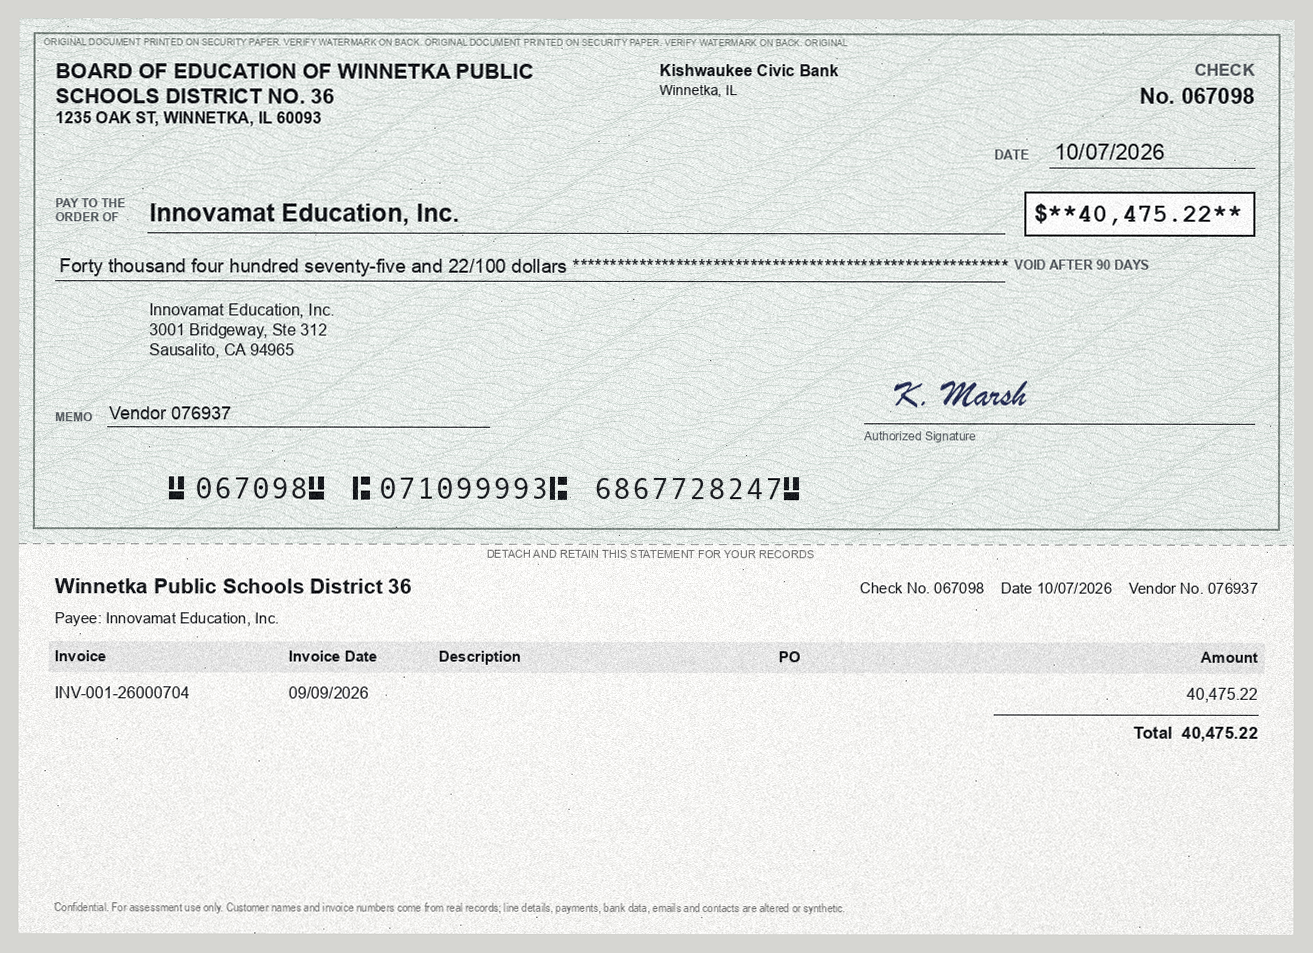 ORIGINAL DOCUMENT PRINTED ON SECURITY PAPER. VERIFY WATERMARK ON BACK. ORIGINAL DOCUMENT PRINTED ON SECURITY PAPER. VERIFY WATERMARK ON BACK. ORIGINAL
BOARD OF EDUCATION OF WINNETKA PUBLIC
SCHOOLS DISTRICT NO. 36
1235 OAK ST, WINNETKA, IL 60093
Kishwaukee Civic Bank
Winnetka, IL
CHECK
No. 067098
DATE 10/07/2026
PAY TO THE
ORDER OF
Innovamat Education, Inc.
$**40,475.22**
Forty thousand four hundred seventy-five and 22/100 dollars ************************************************************ VOID AFTER 90 DAYS
Innovamat Education, Inc.
3001 Bridgeway, Ste 312
Sausalito, CA 94965
MEMO Vendor 076937
K. Marsh
Authorized Signature
⑈067098⑈ ⑆071099993⑆ 6867728247⑈
DETACH AND RETAIN THIS STATEMENT FOR YOUR RECORDS
Winnetka Public Schools District 36
Check No. 067098 Date 10/07/2026 Vendor No. 076937
Payee: Innovamat Education, Inc.
Invoice Invoice Date Description PO Amount
INV-001-26000704 09/09/2026 40,475.22
Total 40,475.22
Confidential. For assessment use only. Customer names and invoice numbers come from real records; line details, payments, bank data, emails and contacts are altered or synthetic.